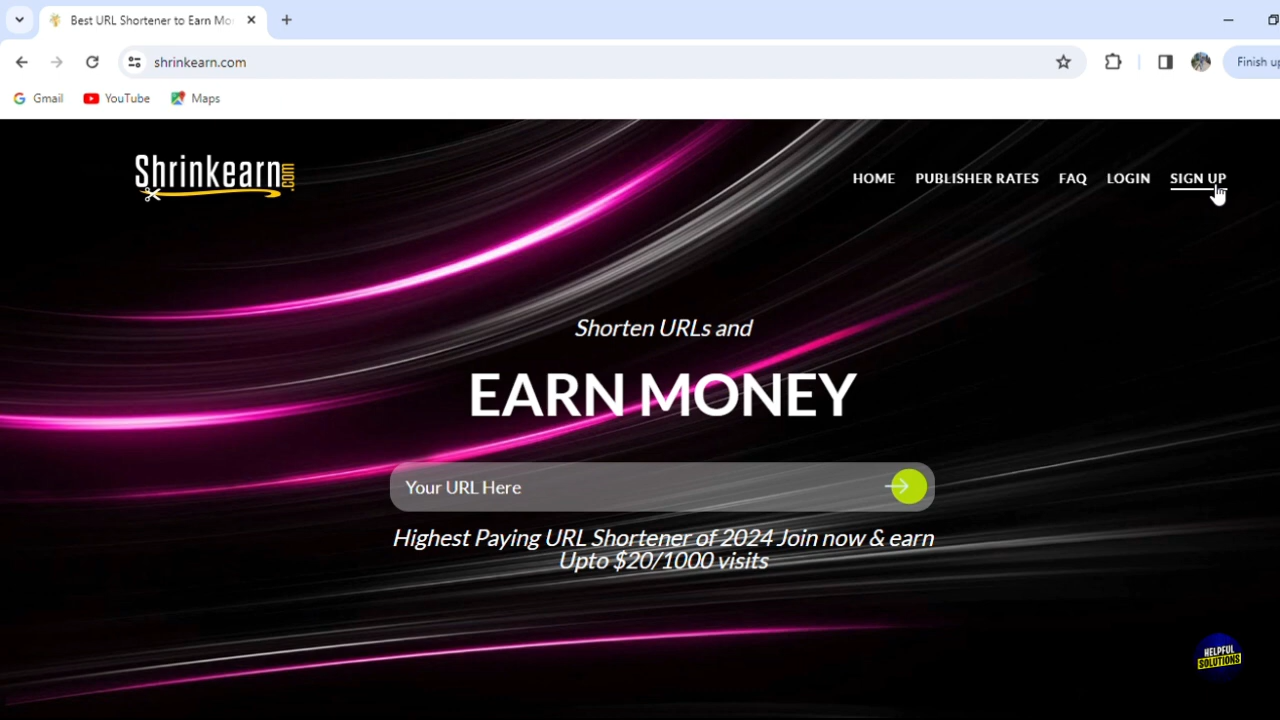 Best URL Shortener to Earn Mo
shrinkearn.com
Finish up
Gmail
YouTube
Maps
Shrinkearn.com
HOME
PUBLISHER RATES
FAQ
LOGIN
SIGN UP
Shorten URLs and
EARN MONEY
Your URL Here
Highest Paying URL Shortener of 2024 Join now & earn
Upto $20/1000 visits
HELPFUL
SOLUTIONS